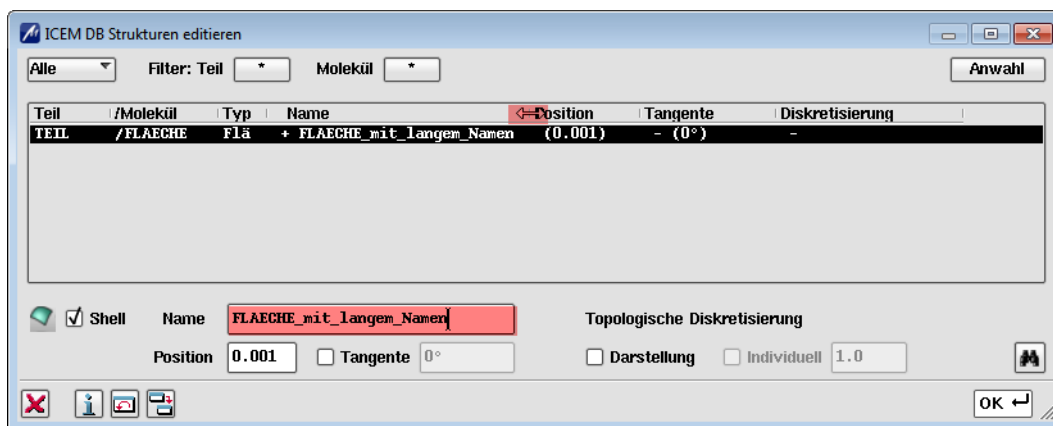 ICEM DB Strukturen editieren
Alle Filter: Teil * Molekül * Anwahl
Teil /Molekül Typ Name Position Tangente Diskretisierung
TEIL /FLAECHE Flä + FLAECHE_mit_langem_Namen (0.001) - (0°) -
Shell Name FLAECHE_mit_langem_Namen Topologische Diskretisierung
Position 0.001 Tangente 0° Darstellung Individuell 1.0
OK